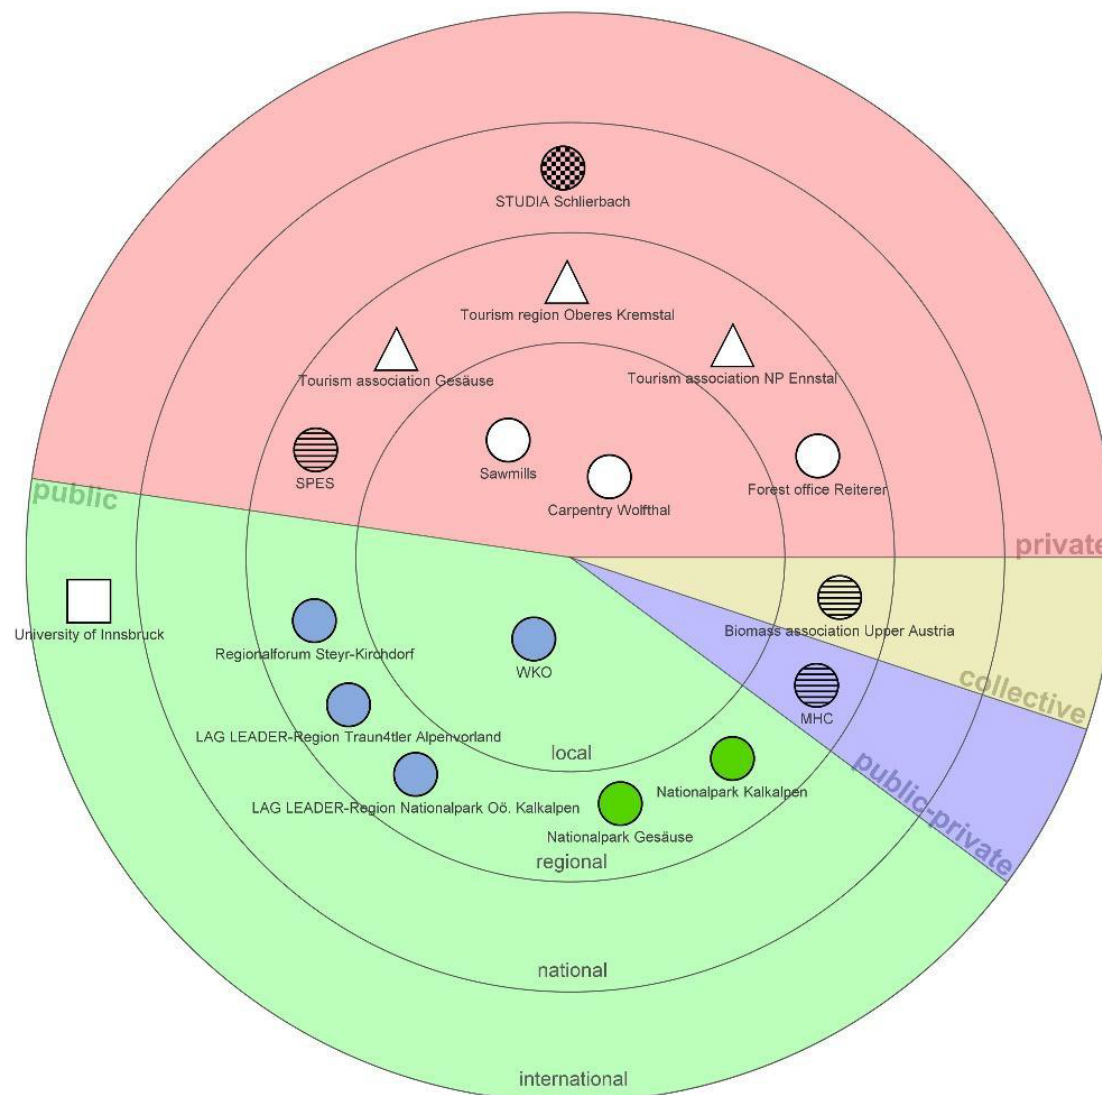 STUDIA Schlierbach
Tourism region Oberes Kremstal
Tourism association Gesäuse
Tourism association NP Ennstal
Sawmills
SPES
Forest office Reiterer
Carpentry Wolfthal
public
private
Biomass association Upper Austria
University of Innsbruck
Regionalforum Steyr-Kirchdorf
WKO
collective
MHC
LAG LEADER-Region Traun4tler Alpenvorland
local
public-private
Nationalpark Kalkalpen
LAG LEADER-Region Nationalpark Oö. Kalkalpen
Nationalpark Gesäuse
regional
national
international